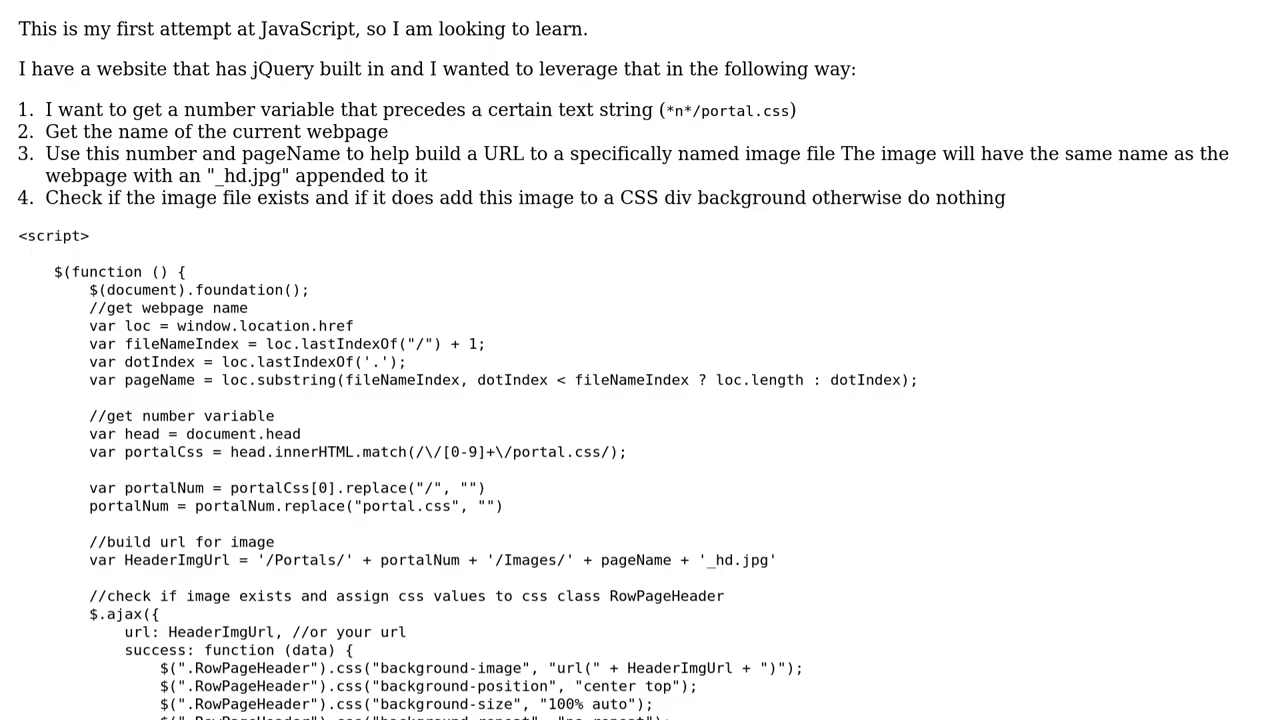 This is my first attempt at JavaScript, so I am looking to learn.
I have a website that has jQuery built in and I wanted to leverage that in the following way:
1. I want to get a number variable that precedes a certain text string (*n*/portal.css)
2. Get the name of the current webpage
3. Use this number and pageName to help build a URL to a specifically named image file The image will have the same name as the
webpage with an "_hd.jpg" appended to it
4. Check if the image file exists and if it does add this image to a CSS div background otherwise do nothing
<script>
    $(function () {
        $(document).foundation();
        //get webpage name
        var loc = window.location.href
        var fileNameIndex = loc.lastIndexOf("/") + 1;
        var dotIndex = loc.lastIndexOf('.');
        var pageName = loc.substring(fileNameIndex, dotIndex < fileNameIndex ? loc.length : dotIndex);
        //get number variable
        var head = document.head
        var portalCss = head.innerHTML.match(/\/[0-9]+\/portal.css/);
        var portalNum = portalCss[0].replace("/", "")
        portalNum = portalNum.replace("portal.css", "")
        //build url for image
        var HeaderImgUrl = '/Portals/' + portalNum + '/Images/' + pageName + '_hd.jpg'
        //check if image exists and assign css values to css class RowPageHeader
        $.ajax({
            url: HeaderImgUrl, //or your url
            success: function (data) {
                $(".RowPageHeader").css("background-image", "url(" + HeaderImgUrl + ")");
                $(".RowPageHeader").css("background-position", "center top");
                $(".RowPageHeader").css("background-size", "100% auto");
                $(".RowPageHeader").css("background-repeat", "no-repeat");